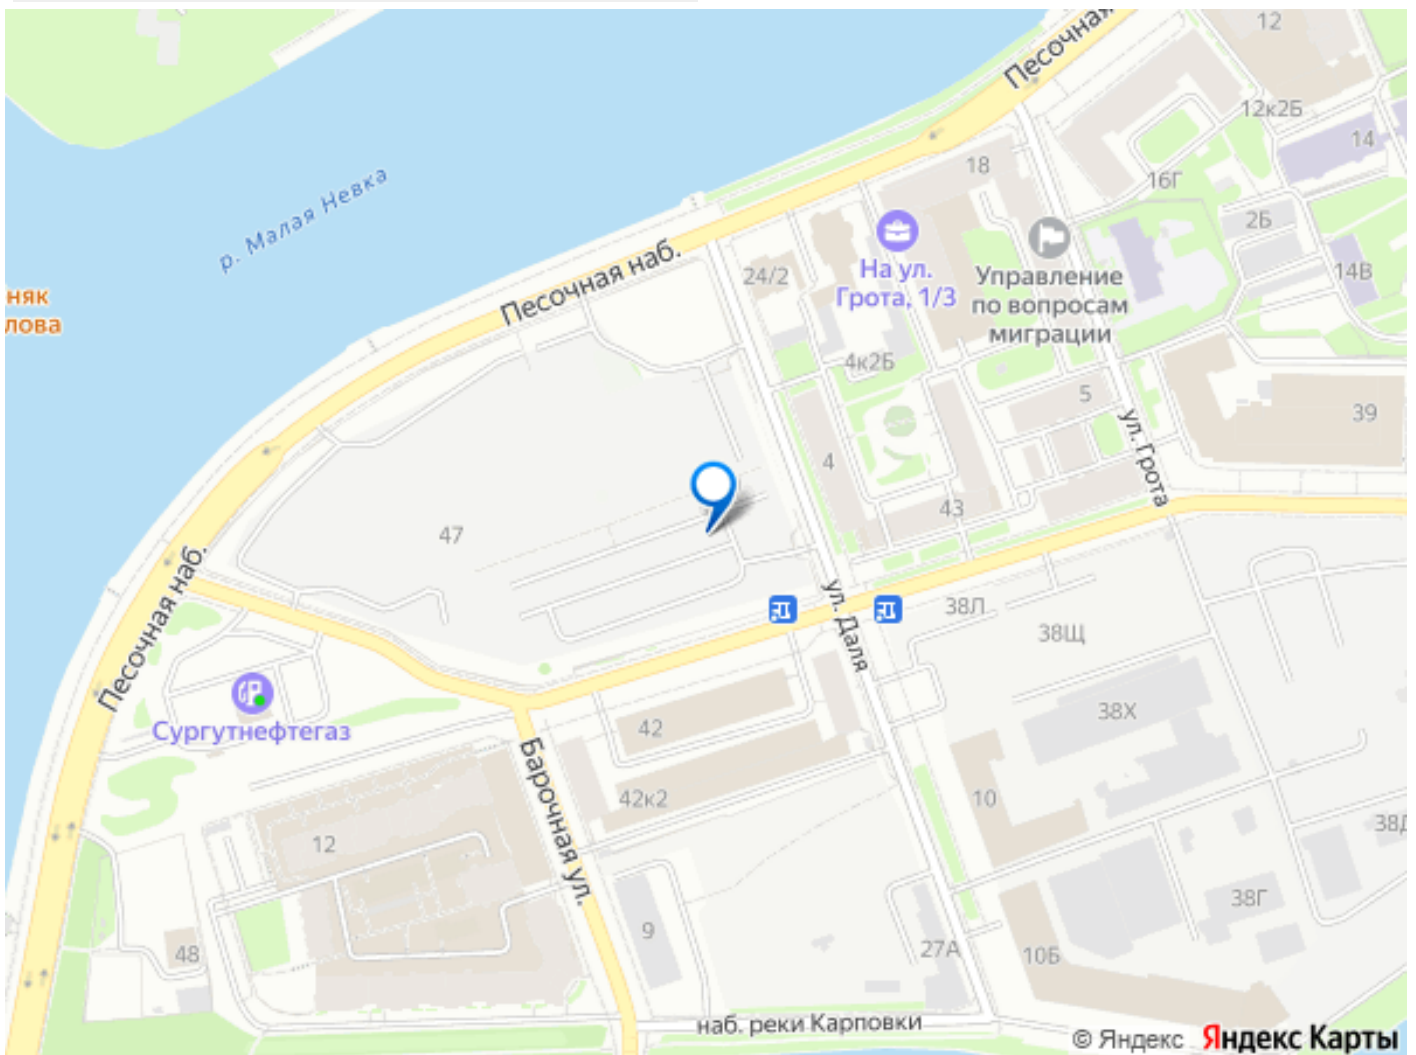 Песочная
12
12к2Б
14
18
16Г
2Б
р. Малая Невка
Песочная наб.
24/2
На ул.
Грота, 1/3
Управление
по вопросам
миграции
14В
няк
лова
4к2Б
5
39
ул. Грота
4
43
47
Песочная наб.
ул. Даля
38Л
38Щ
Сургутнефтегаз
42
38Х
Барочная ул.
42к2
10
12
38Г
9
48
27А
10Б
наб. реки Карповки
© Яндекс Яндекс Карты